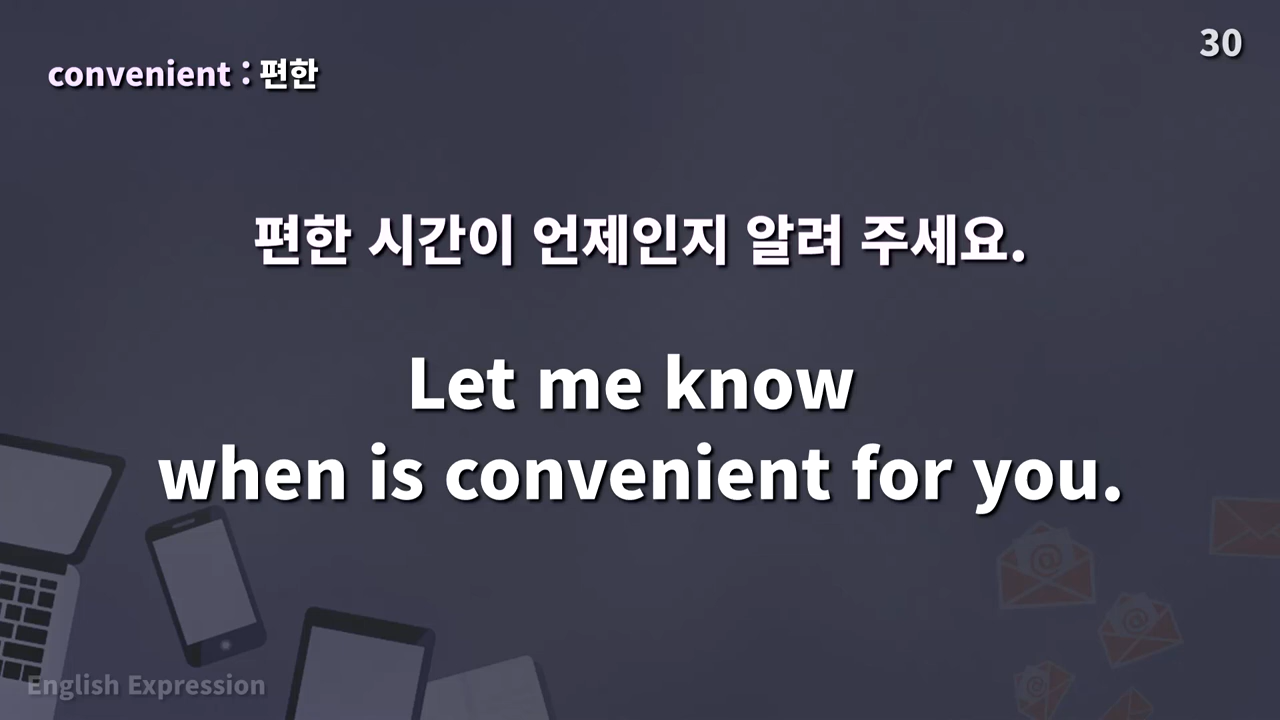 30
convenient : 편한
편한 시간이 언제인지 알려 주세요.
Let me know
when is convenient for you.
English Expression